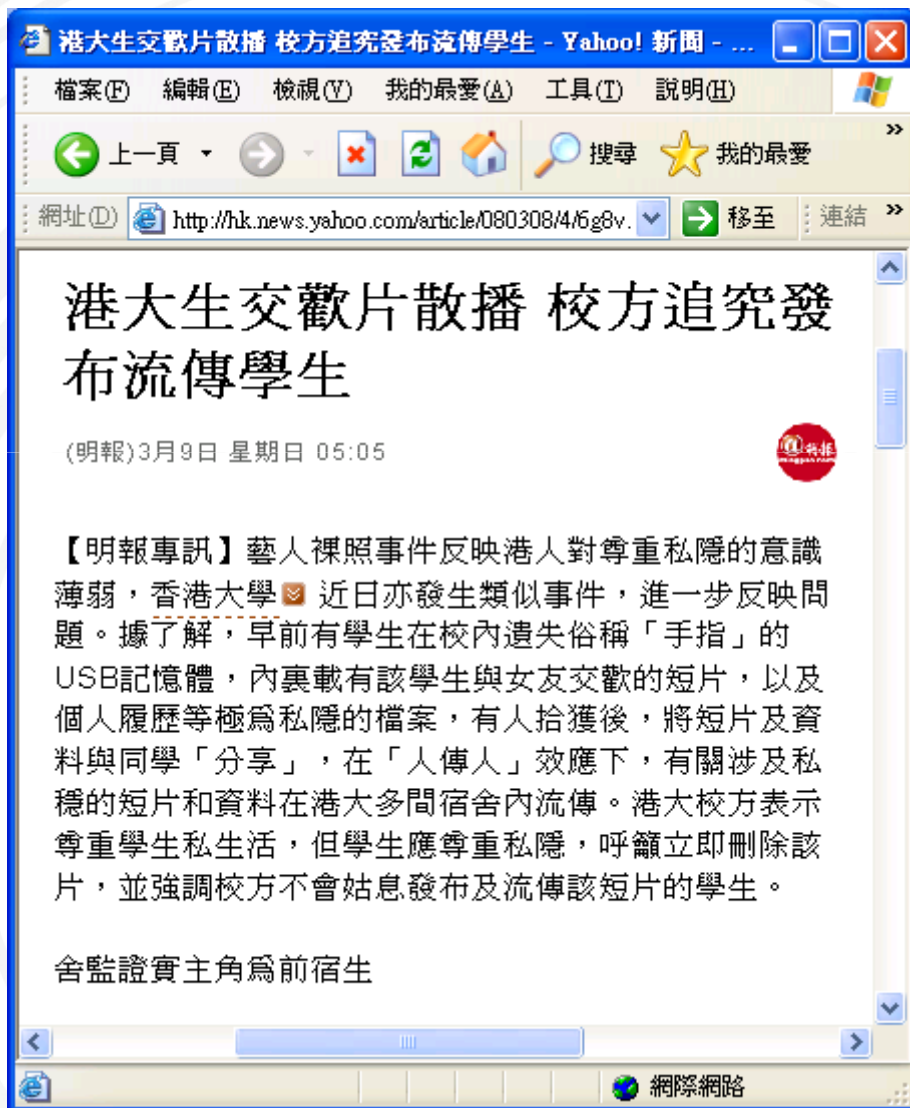 港大生交歡片散播 校方追究發布流傳學生 - Yahoo! 新聞 - ...
檔案(F) 編輯(E) 檢視(V) 我的最愛(A) 工具(T) 說明(H)
上一頁 搜尋 我的最愛 »
網址(D) http://hk.news.yahoo.com/article/080308/4/6g8v. 移至 連結 »
港大生交歡片散播 校方追究發
布流傳學生
(明報)3月9日 星期日 05:05
【明報專訊】藝人裸照事件反映港人對尊重私隱的意識
薄弱，香港大學 近日亦發生類似事件，進一步反映問
題。據了解，早前有學生在校內遺失俗稱「手指」的
USB記憶體，內裏載有該學生與女友交歡的短片，以及
個人履歷等極為私隱的檔案，有人拾獲後，將短片及資
料與同學「分享」，在「人傳人」效應下，有關涉及私
穩的短片和資料在港大多間宿舍內流傳。港大校方表示
尊重學生私生活，但學生應尊重私隱，呼籲立即刪除該
片，並強調校方不會姑息發布及流傳該短片的學生。
舍監證實主角為前宿生
網際網路